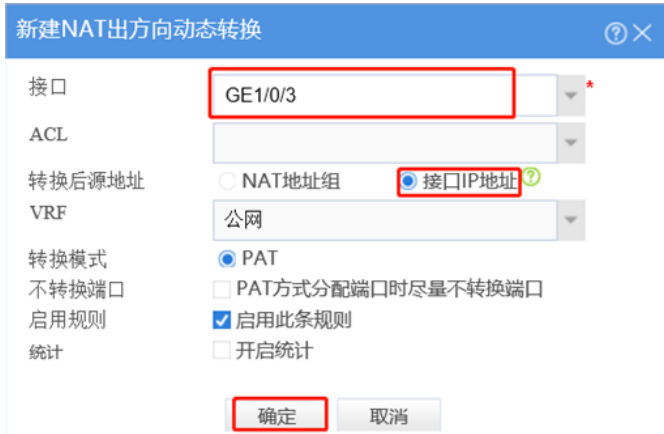 新建NAT出方向动态转换
接口 GE1/0/3 *
ACL
转换后源地址 NAT地址组 接口IP地址
VRF 公网
转换模式 PAT
不转换端口 PAT方式分配端口时尽量不转换端口
启用规则 启用此条规则
统计 开启统计
确定 取消